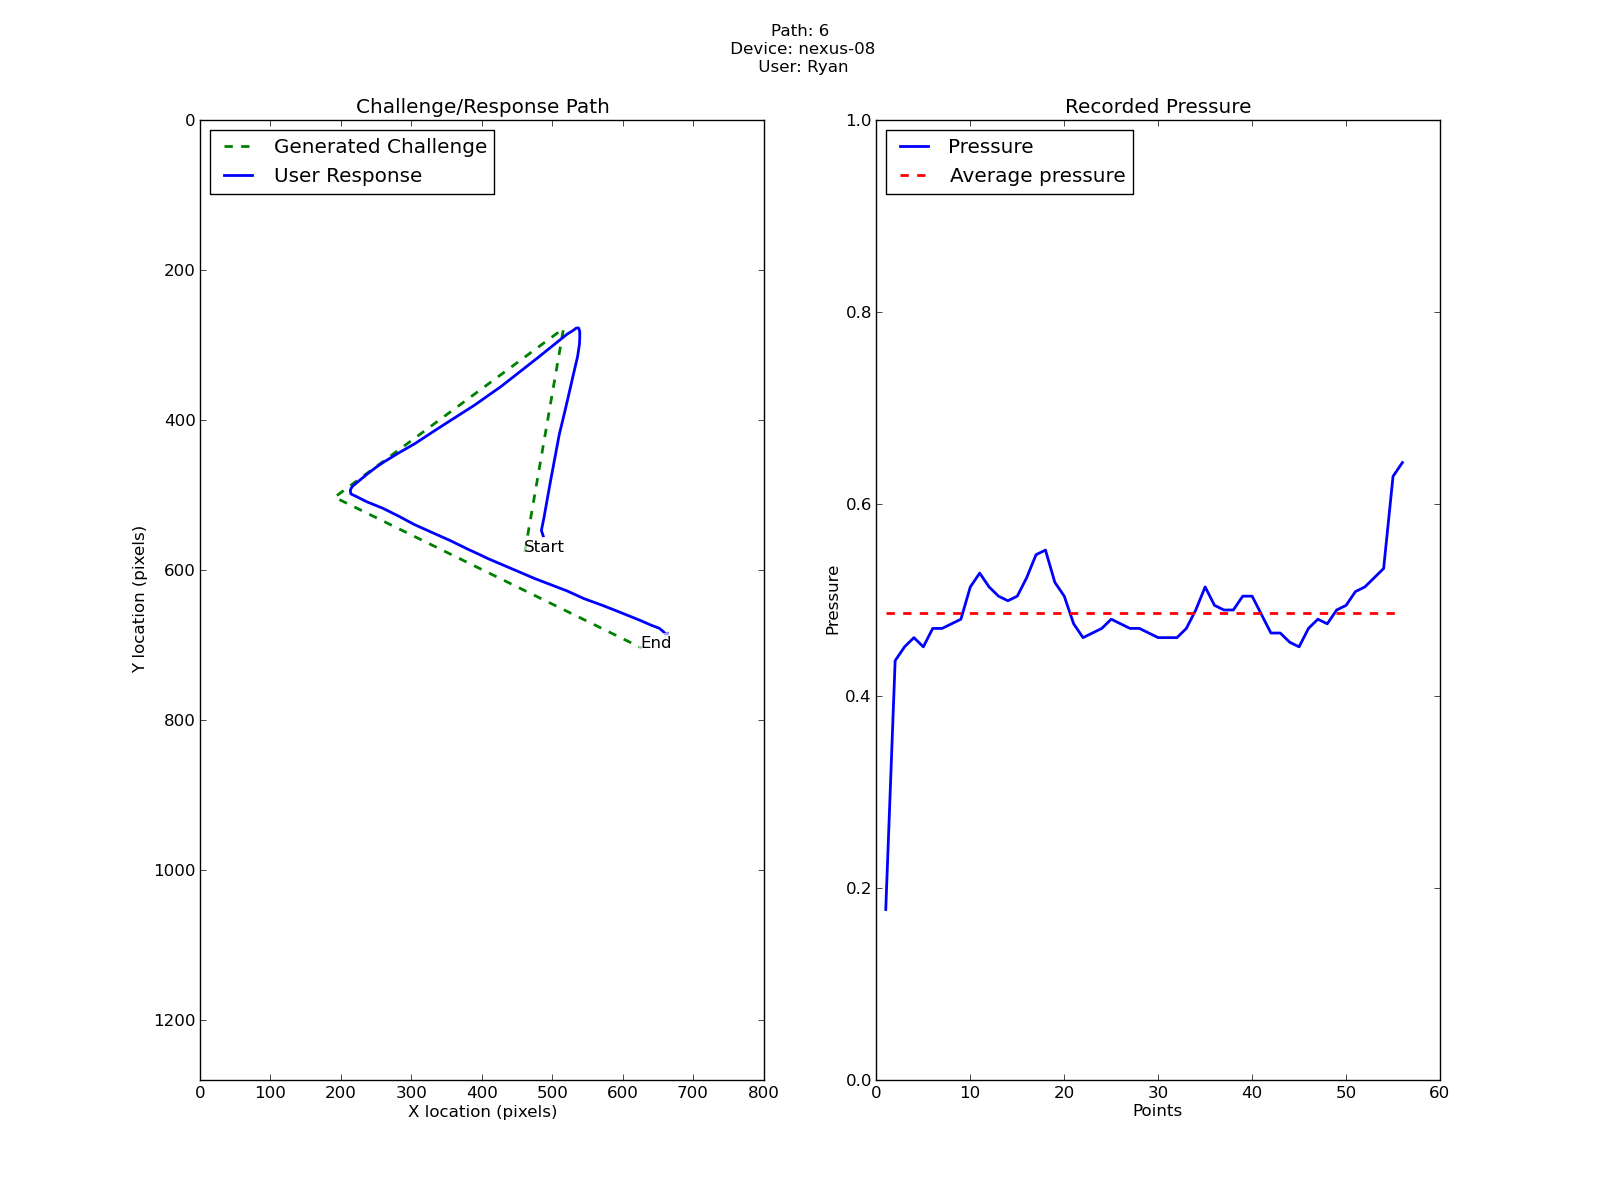 Path: 6
Device: nexus-08
User: Ryan
Challenge/Response Path
Generated Challenge
User Response
Start
End
0
200
400
600
800
1000
1200
Y location (pixels)
0 100 200 300 400 500 600 700 800
X location (pixels)
Recorded Pressure
Pressure
Average pressure
1.0
0.8
0.6
0.4
0.2
0.0
Pressure
0 10 20 30 40 50 60
Points